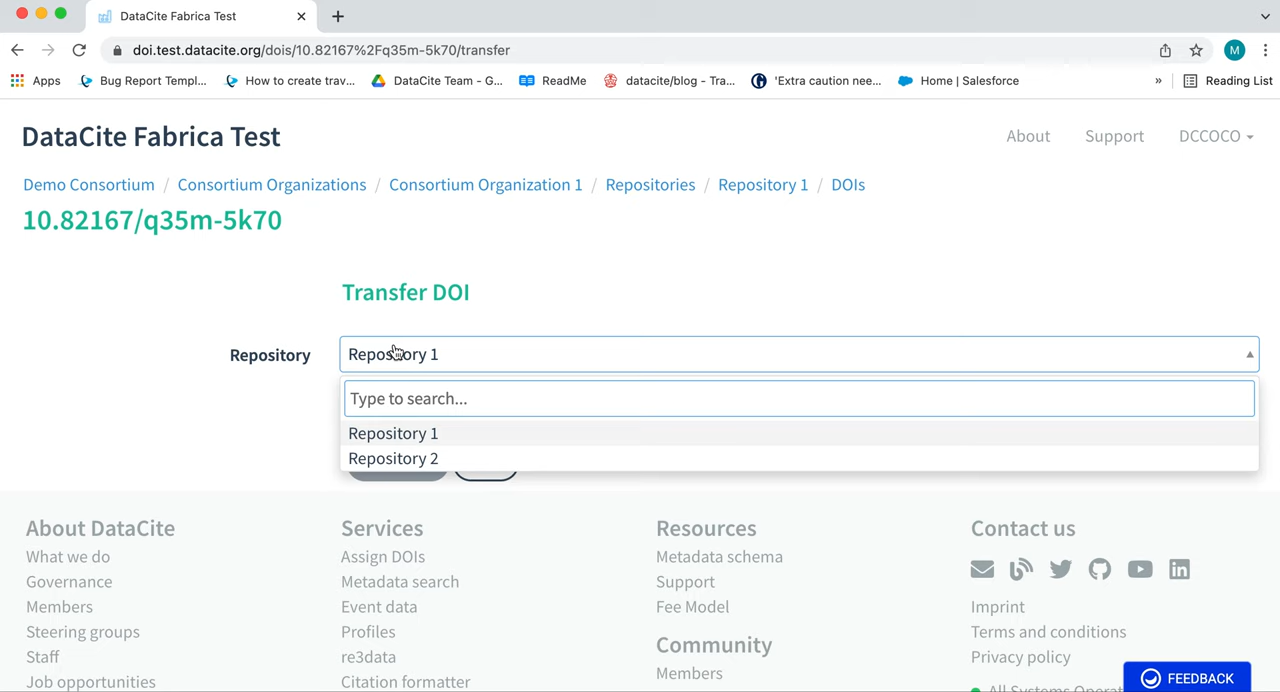 DataCite Fabrica Test
doi.test.datacite.org/dois/10.82167%2Fq35m-5k70/transfer
M
Apps Bug Report Templ... How to create trav... DataCite Team - G... ReadMe datacite/blog - Tra... 'Extra caution nee... Home | Salesforce » Reading List
DataCite Fabrica Test
About Support DCCOCO
Demo Consortium / Consortium Organizations / Consortium Organization 1 / Repositories / Repository 1 / DOIs
10.82167/q35m-5k70
Transfer DOI
Repository
Repository 1
Type to search...
Repository 1
Repository 2
About DataCite
What we do
Governance
Members
Steering groups
Staff
Job opportunities
Services
Assign DOIs
Metadata search
Event data
Profiles
re3data
Citation formatter
Resources
Metadata schema
Support
Fee Model
Community
Members
Contact us
Imprint
Terms and conditions
Privacy policy
All Systems
FEEDBACK